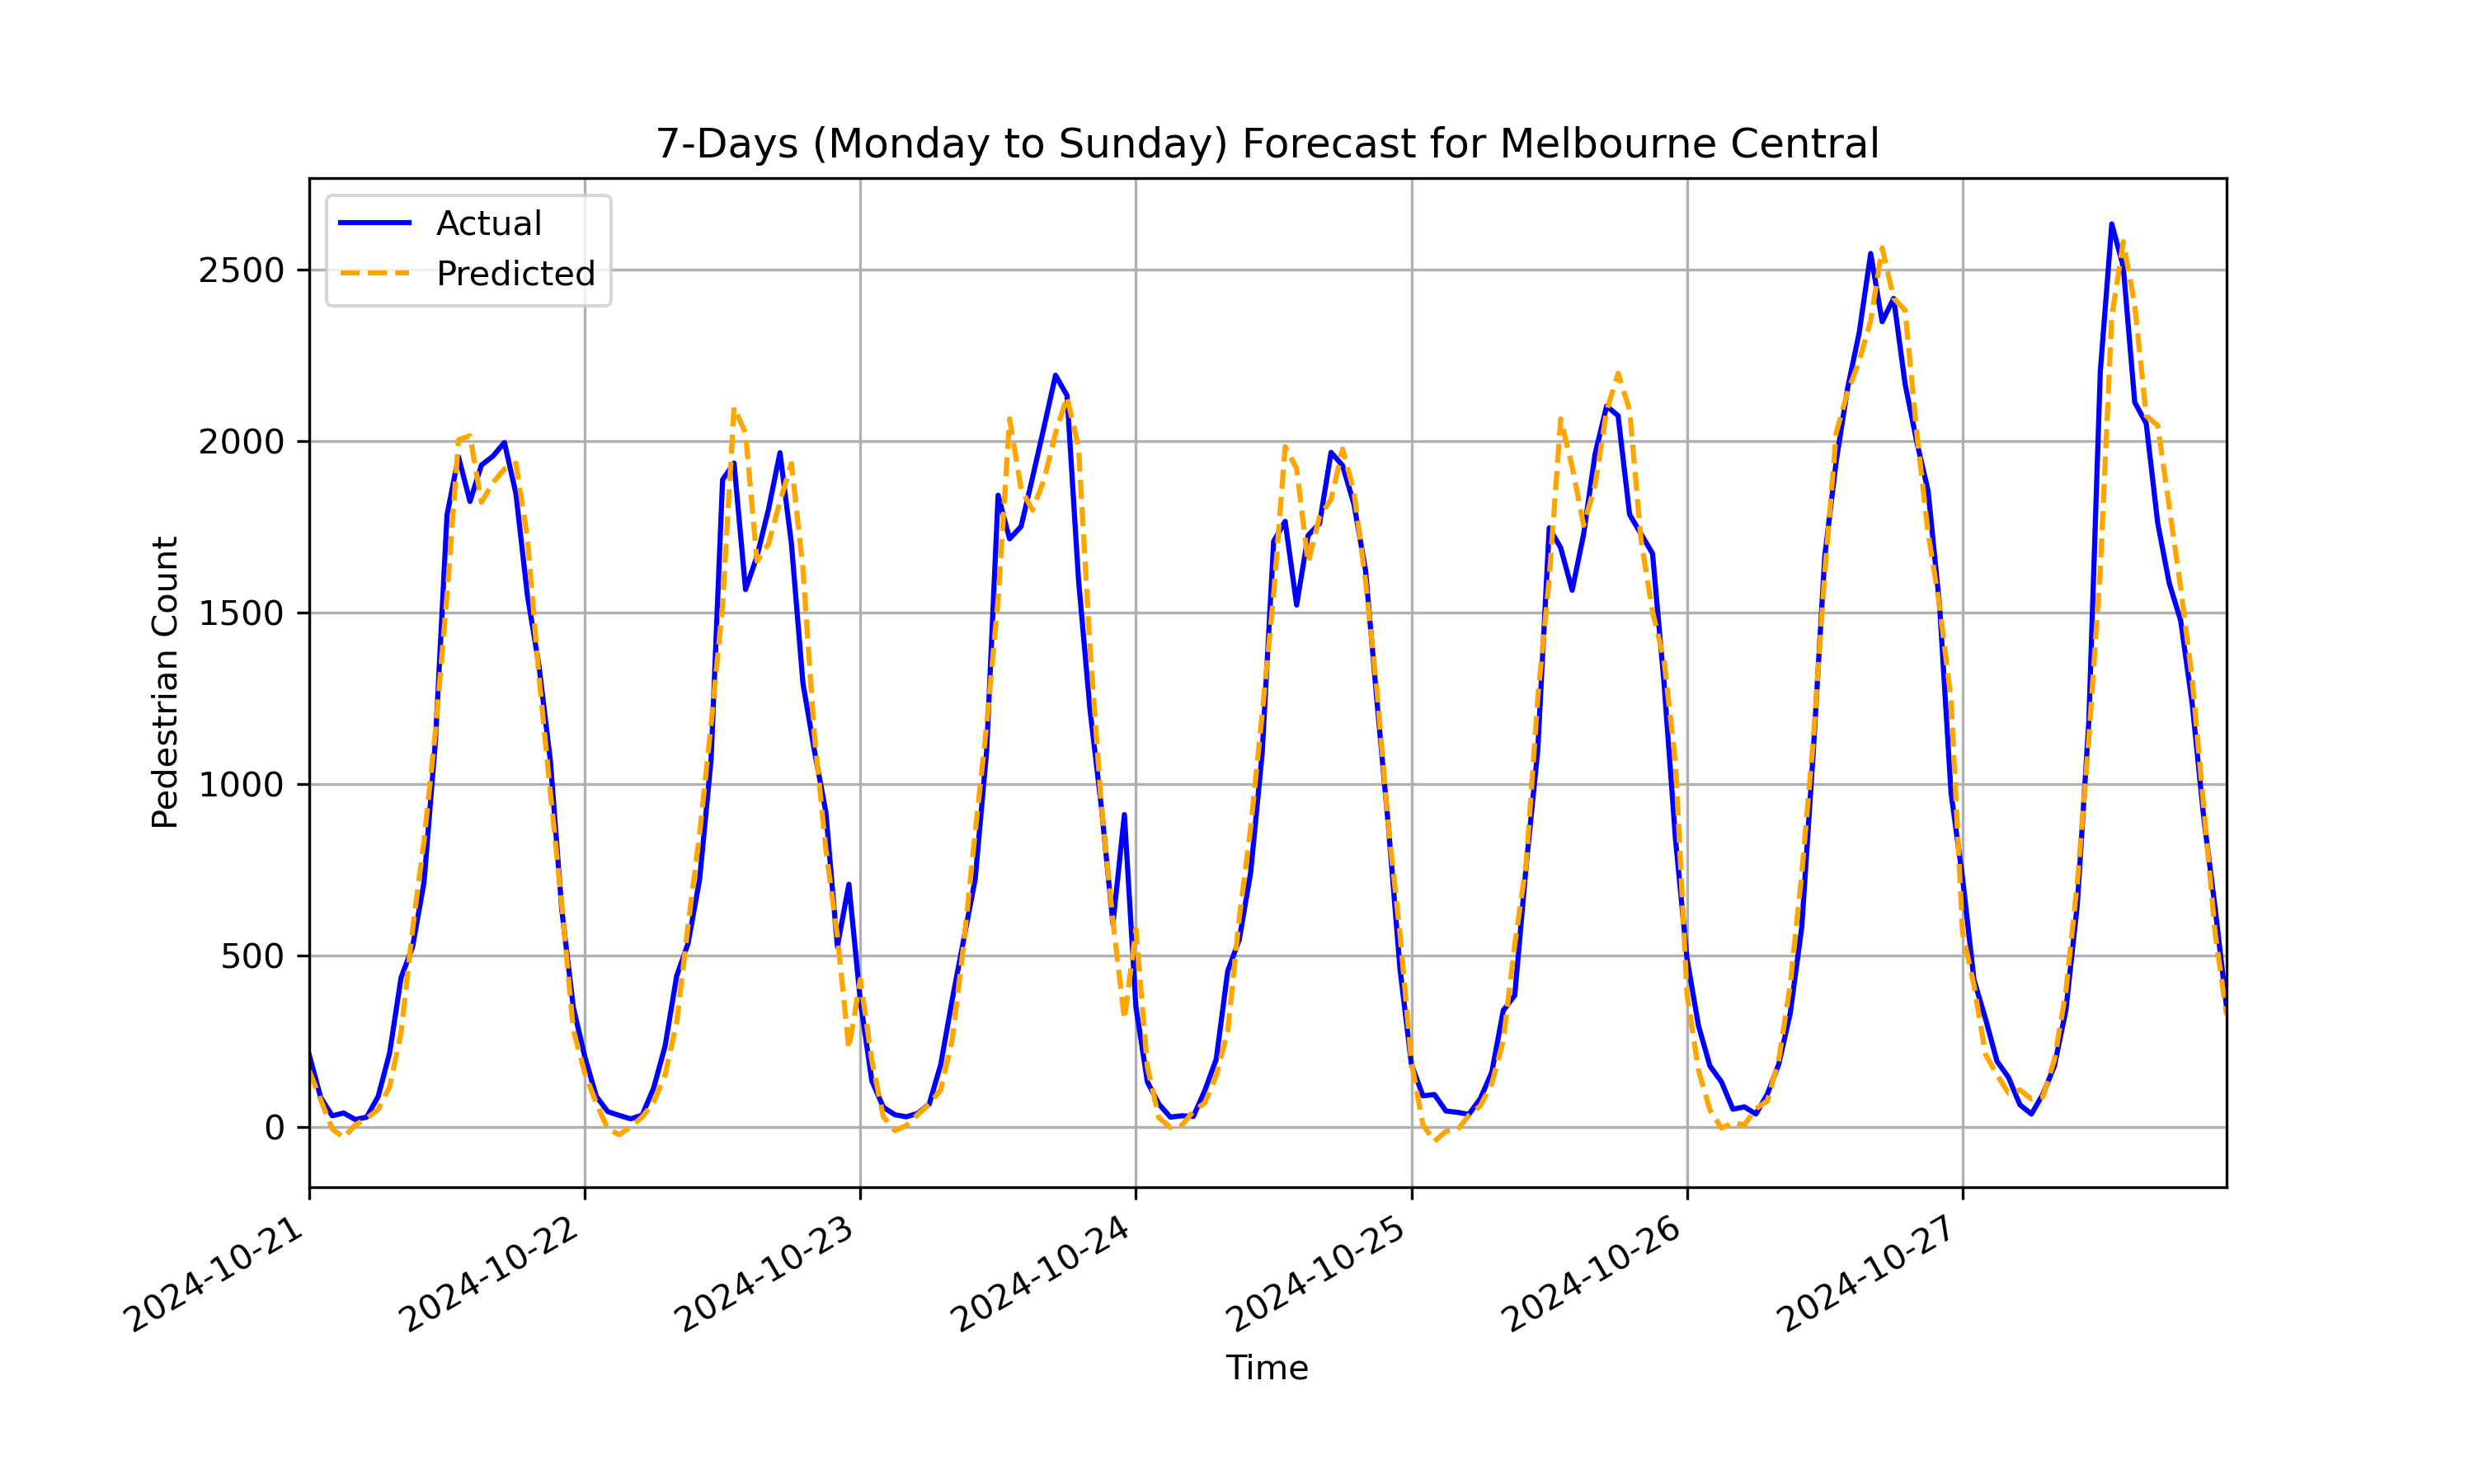 7-Days (Monday to Sunday) Forecast for Melbourne Central
Actual
Predicted
Pedestrian Count
2500
2000
1500
1000
500
0
2024-10-21
2024-10-22
2024-10-23
2024-10-24
2024-10-25
2024-10-26
2024-10-27
Time